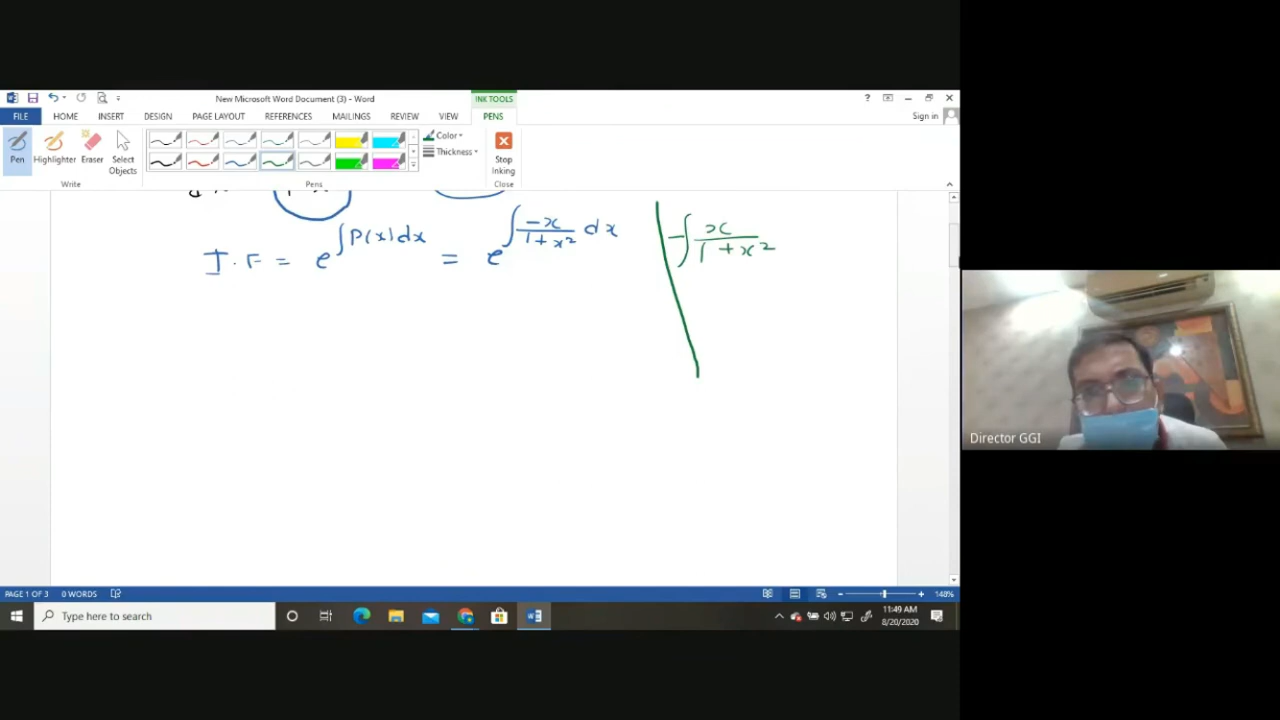 New Microsoft Word Document (3) - Word
INK TOOLS
?
FILE HOME INSERT DESIGN PAGE LAYOUT REFERENCES MAILINGS REVIEW VIEW PENS Sign in
Pen Highlighter Eraser Select Objects
Color
Thickness
Stop Inking
Write Pens Close
I.F = e^∫P(x)dx = e^∫(-x/(1+x²)) dx
-∫ x/(1+x²)
Director GGI
PAGE 1 OF 3 0 WORDS 148%
Type here to search
11:49 AM
8/20/2020